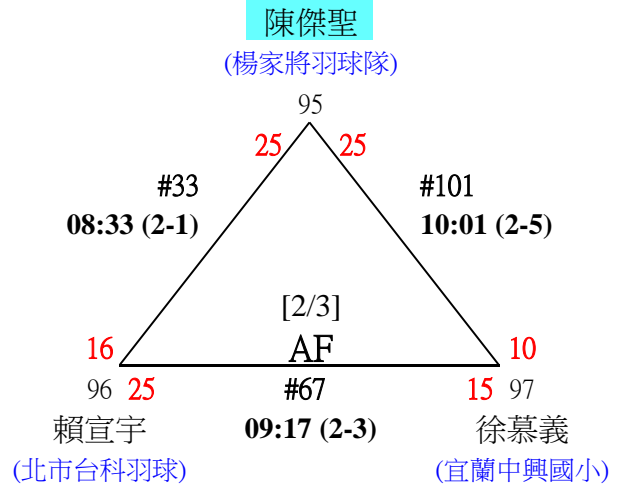 陳傑聖
(楊家將羽球隊)
95
25 25
#33 #101
08:33 (2-1) 10:01 (2-5)
[2/3]
16 AF 10
96 25 #67 15 97
賴宣宇 09:17 (2-3) 徐慕義
(北市台科羽球) (宜蘭中興國小)